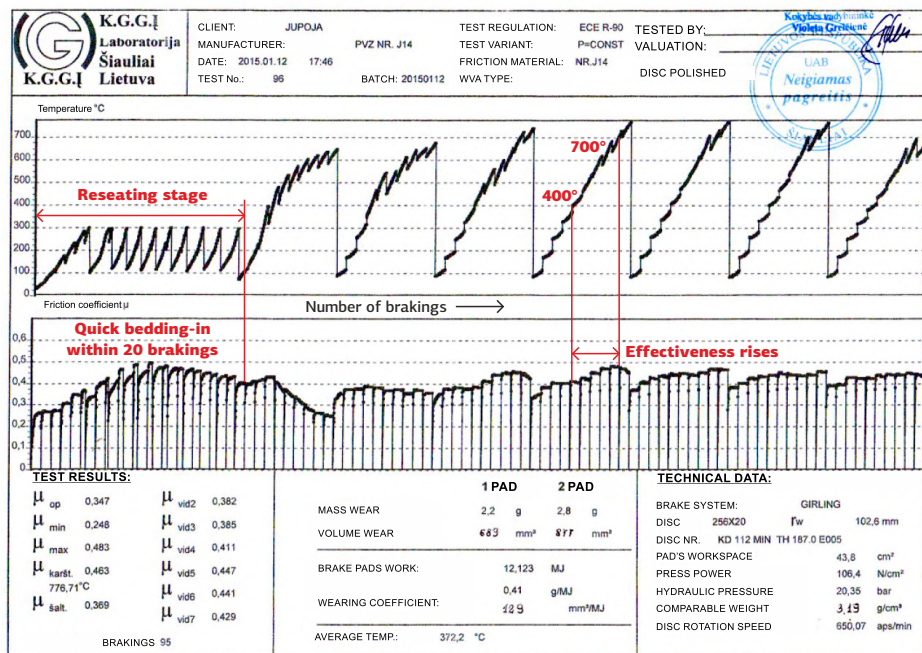 K.G.G.Į
Laboratorija
Šiauliai
Lietuva
K.G.G.Į
CLIENT: JUPOJA
MANUFACTURER: PVZ NR. J14
DATE: 2015.01.12 17:46
TEST No.: 96 BATCH: 20150112
TEST REGULATION: ECE R-90
TEST VARIANT: P=CONST
FRICTION MATERIAL: NR.J14
WVA TYPE:
TESTED BY:
VALUATION:
DISC POLISHED
Kokybės vadybininkė
Violeta Grelčienė
LIETUVOS RESPUBLIKA
UAB
Neigiamas
pagreitis
ŠIAULIAI
Temperature °C
700
600
500
400
300
200
100
0
Reseating stage
700°
400°
Friction coefficient μ
Number of brakings
0,6
0,5
0,4
0,3
0,2
0,1
0
Quick bedding-in
within 20 brakings
Effectiveness rises
TEST RESULTS:
μ op 0,347
μ min 0,248
μ max 0,483
μ karšt. 0,463
776,71°C
μ šalt. 0,369
μ vid2 0,382
μ vid3 0,385
μ vid4 0,411
μ vid5 0,447
μ vid6 0,441
μ vid7 0,429
BRAKINGS 95
1 PAD 2 PAD
MASS WEAR 2,2 g 2,8 g
VOLUME WEAR 689 mm³ 877 mm³
BRAKE PADS WORK: 12,123 MJ
WEARING COEFFICIENT: 0,41 g/MJ
129 mm³/MJ
AVERAGE TEMP.: 372,2 °C
TECHNICAL DATA:
BRAKE SYSTEM: GIRLING
DISC 256X20 rw 102,6 mm
DISC NR. KD 112 MIN TH 187.0 E005
PAD'S WORKSPACE 43,8 cm²
PRESS POWER 106,4 N/cm²
HYDRAULIC PRESSURE 20,35 bar
COMPARABLE WEIGHT 3,19 g/cm³
DISC ROTATION SPEED 650,07 aps/min